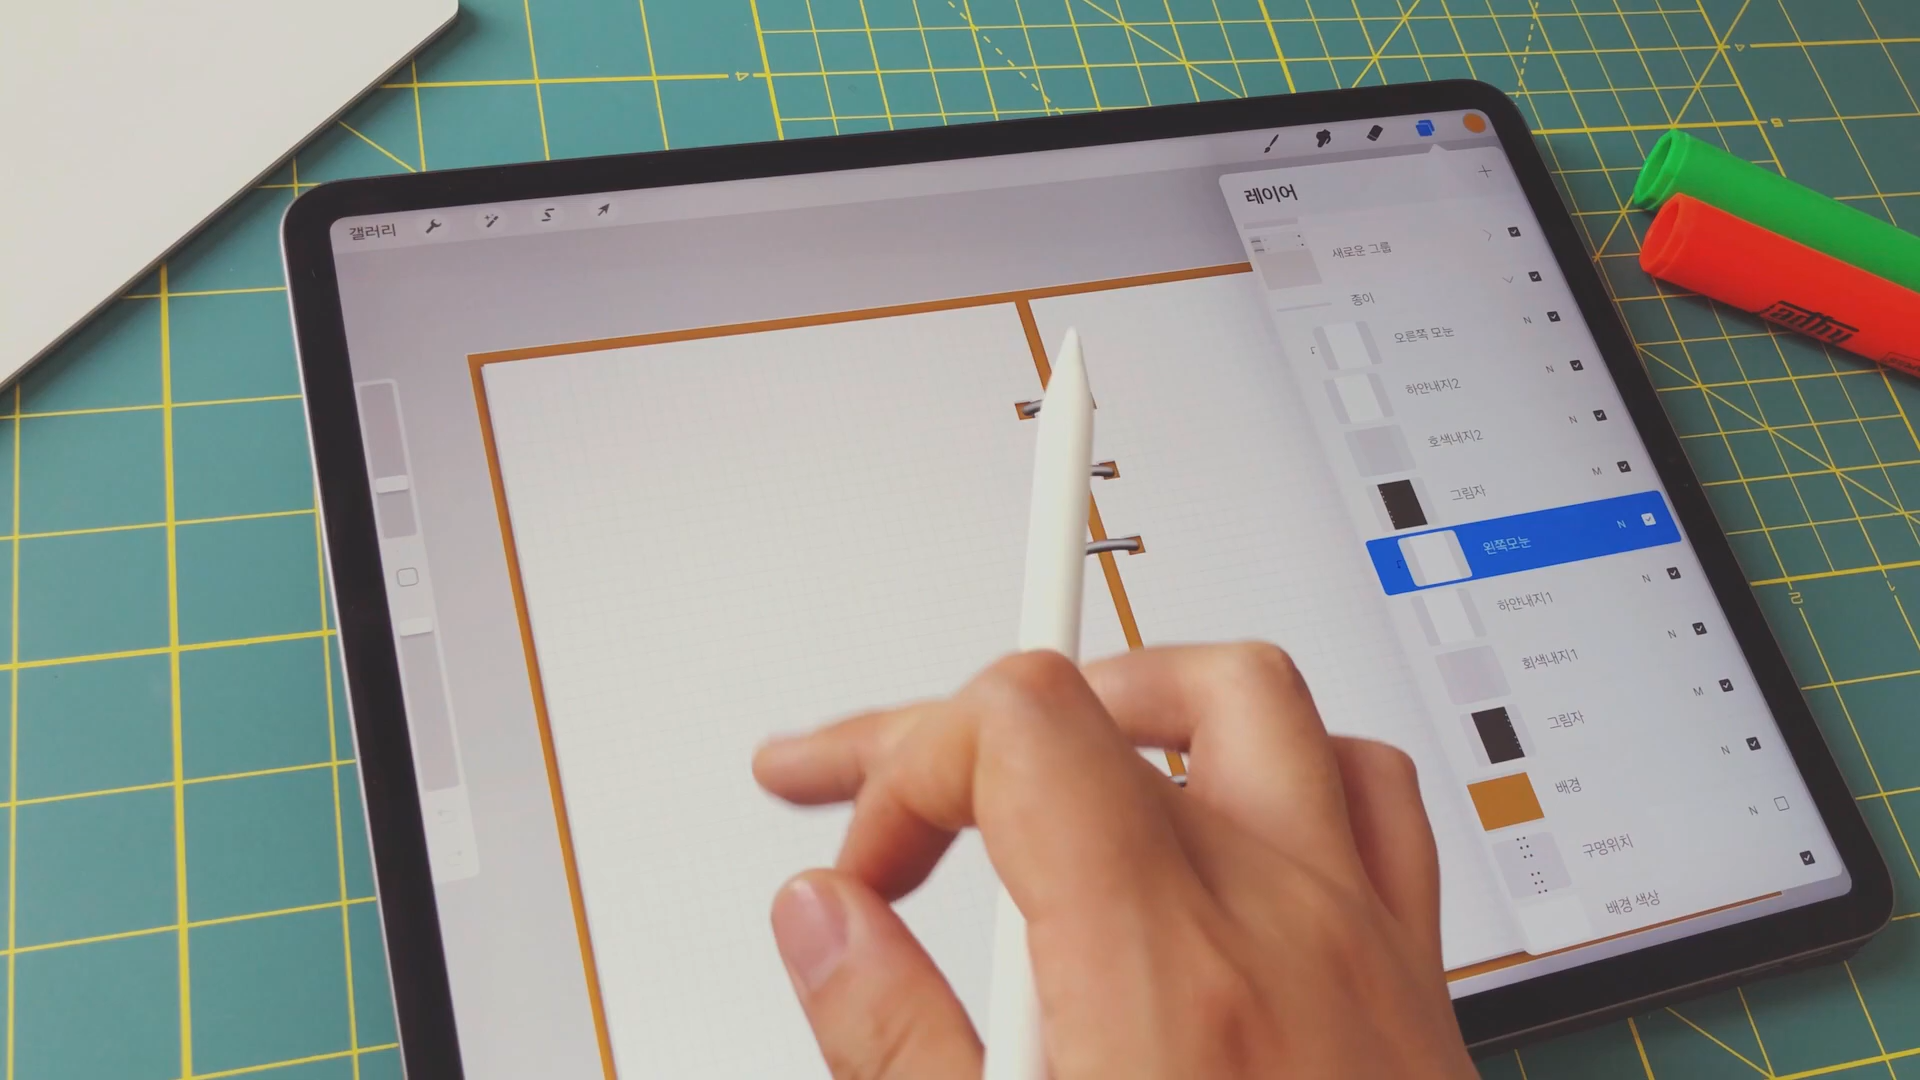 갤러리
레이어
새로운 그룹
종이
오른쪽 모눈
N
하얀내지2
N
호색내지2
N
그림자
M
왼쪽모눈
N
하얀내지1
N
회색내지1
N
그림자
M
배경
N
구멍위치
N
배경 색상
5
2